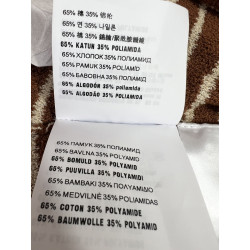 65% 棉 35% 锦纶
65% 면 35% 나일론
65% 棉 35% 錦綸/聚酰胺纖維
65% KATUN 35% POLIAMIDA
65% ХЛОПОК 35% ПОЛИАМИД
65% PAMUK 35% POLIAMID
65% БАВОВНА 35% ПОЛІАМІД
65% ALGODÓN 35% POLIAMIDA
65% ALGODÃO 35% POLIAMIDA
65% ПАМУК 35% ПОЛИАМИД
65% BAVLNA 35% POLYAMID
65% BOMULD 35% POLYAMID
65% PUUVILLA 35% POLYAMIDI
65% ΒΑΜΒΑΚΙ 35% ΠΟΛΥΑΜΙΔΙΟ
65% MEDVILNĖ 35% POLIAMIDAS
65% COTON 35% POLYAMIDE
65% BAUMWOLLE 35% POLYAMID